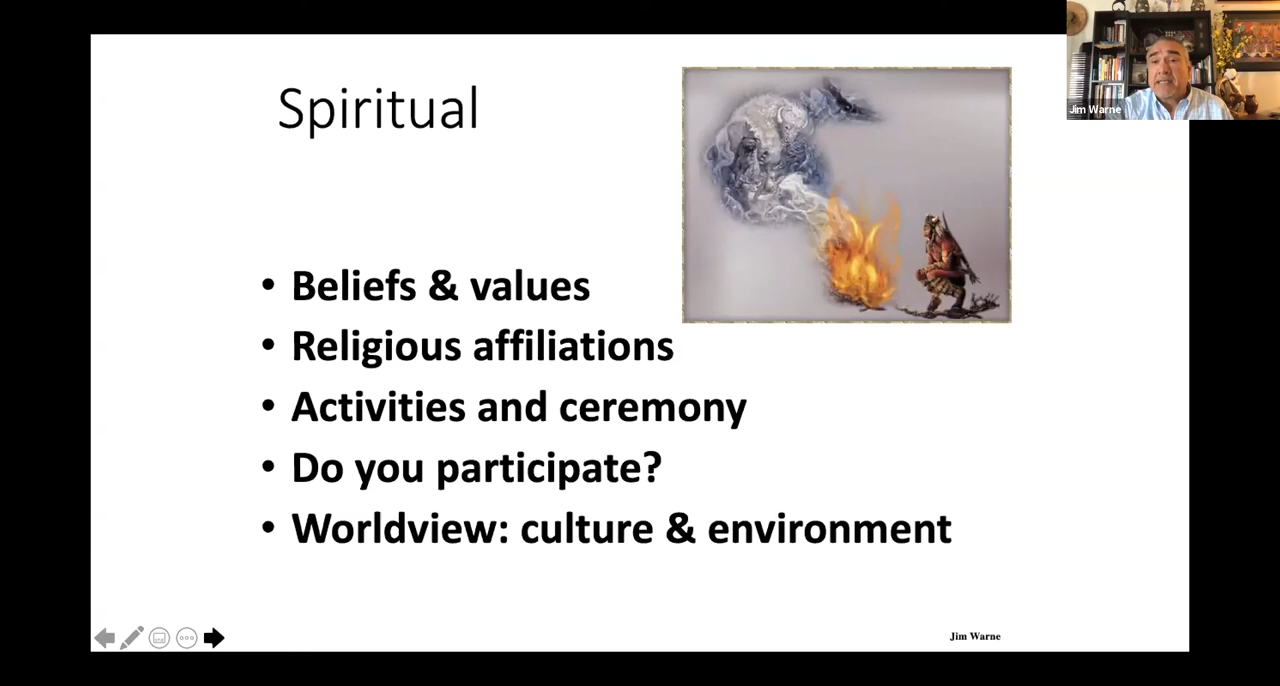 Jim Warne
Spiritual
• Beliefs & values
• Religious affiliations
• Activities and ceremony
• Do you participate?
• Worldview: culture & environment
Jim Warne